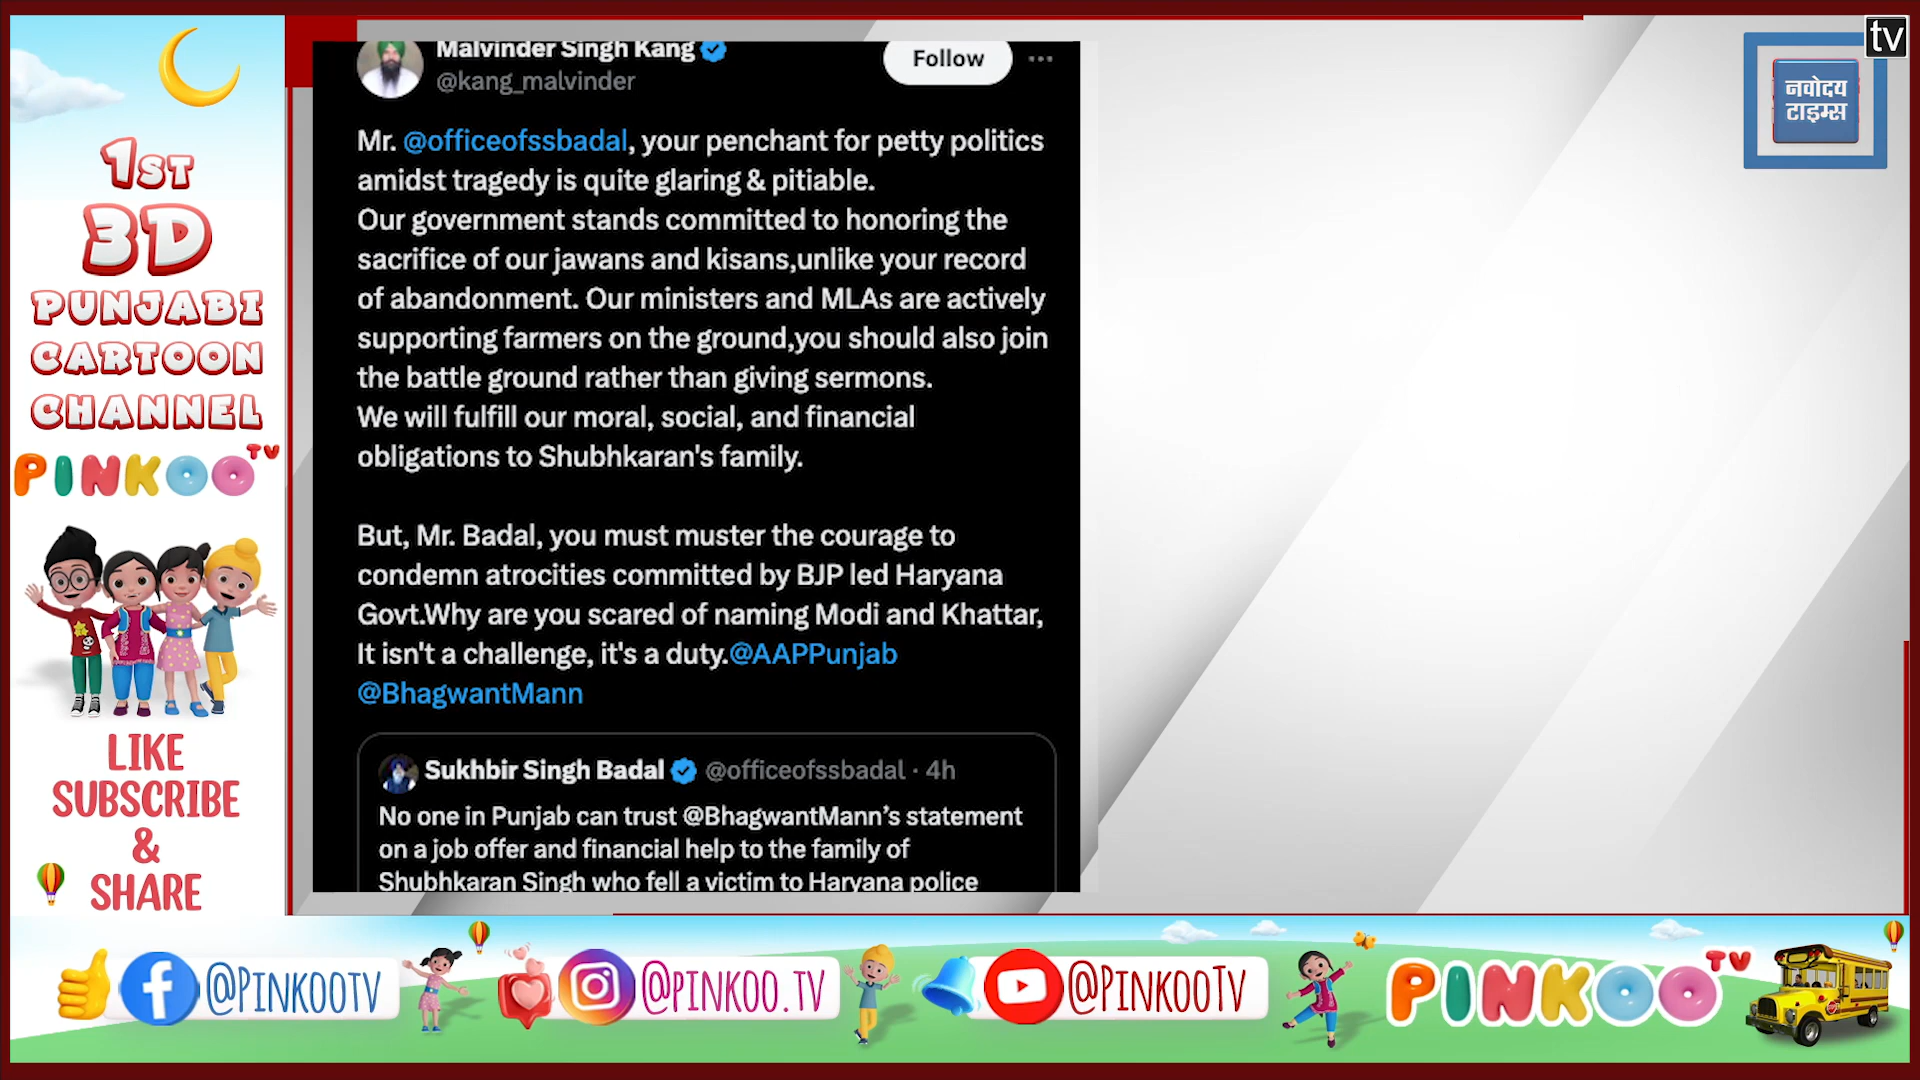 1ST
3D
PUNJABI
CARTOON
CHANNEL
PINKOO TV
LIKE
SUBSCRIBE
&
SHARE
Malvinder Singh Kang
@kang_malvinder
Follow
Mr. @officeofssbadal, your penchant for petty politics
amidst tragedy is quite glaring & pitiable.
Our government stands committed to honoring the
sacrifice of our jawans and kisans,unlike your record
of abandonment. Our ministers and MLAs are actively
supporting farmers on the ground,you should also join
the battle ground rather than giving sermons.
We will fulfill our moral, social, and financial
obligations to Shubhkaran's family.
But, Mr. Badal, you must muster the courage to
condemn atrocities committed by BJP led Haryana
Govt.Why are you scared of naming Modi and Khattar,
It isn't a challenge, it's a duty.@AAPPunjab
@BhagwantMann
Sukhbir Singh Badal @officeofssbadal · 4h
No one in Punjab can trust @BhagwantMann’s statement
on a job offer and financial help to the family of
Shubhkaran Singh who fell a victim to Haryana police
tv
नवोदय
टाइम्स
@PINKOOTV
@PINKOO.TV
@PINKOOTV
PINKOO TV